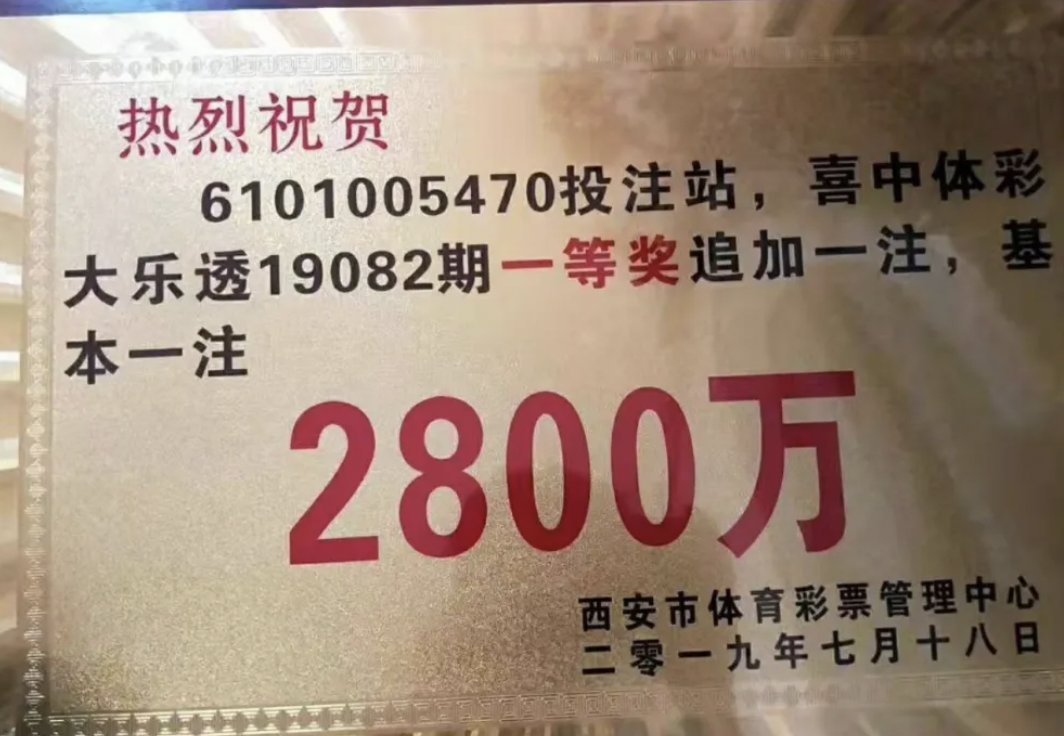 热烈祝贺
6101005470投注站，喜中体彩
大乐透19082期一等奖追加一注，基
本一注
2800万
西安市体育彩票管理中心
二零一九年七月十八日